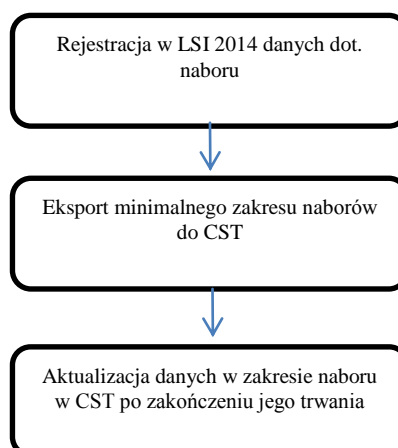 Rejestracja w LSI 2014 danych dot.
naboru
Eksport minimalnego zakresu naborów
do CST
Aktualizacja danych w zakresie naboru
w CST po zakończeniu jego trwania